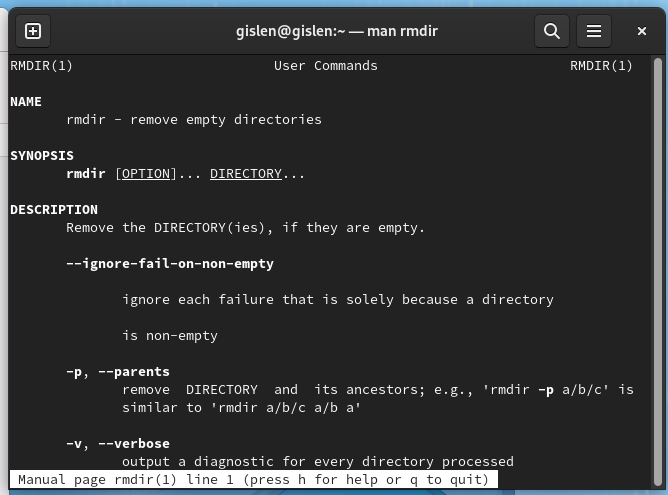 gislen@gislen:~ — man rmdir
RMDIR(1) User Commands RMDIR(1)
NAME
rmdir - remove empty directories
SYNOPSIS
rmdir [OPTION]... DIRECTORY...
DESCRIPTION
Remove the DIRECTORY(ies), if they are empty.
--ignore-fail-on-non-empty
ignore each failure that is solely because a directory
is non-empty
-p, --parents
remove DIRECTORY and its ancestors; e.g., 'rmdir -p a/b/c' is
similar to 'rmdir a/b/c a/b a'
-v, --verbose
output a diagnostic for every directory processed
Manual page rmdir(1) line 1 (press h for help or q to quit)